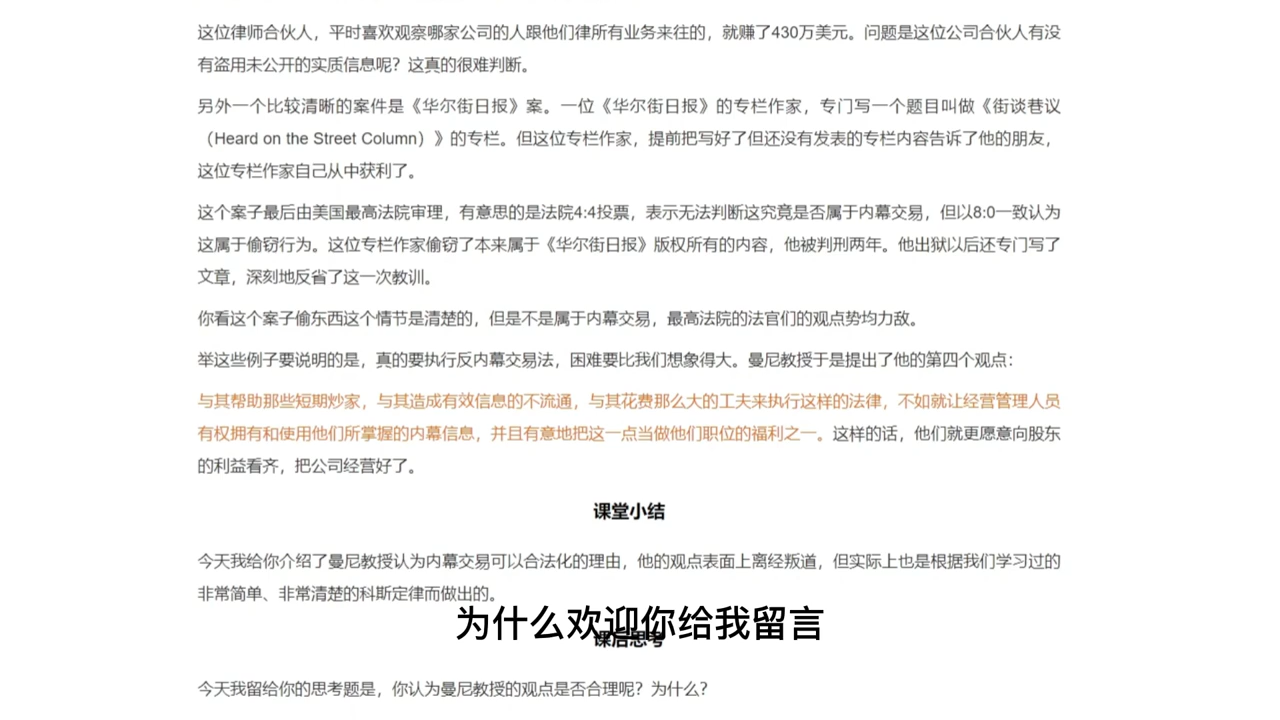 这位律师合伙人，平时喜欢观察哪家公司的人跟他们律所有业务来往的，就赚了430万美元。问题是这位公司合伙人有没
有盗用未公开的实质信息呢？这真的很难判断。
另外一个比较清晰的案件是《华尔街日报》案。一位《华尔街日报》的专栏作家，专门写一个题目叫做《街谈巷议
（Heard on the Street Column）》的专栏。但这位专栏作家，提前把写好了但还没有发表的专栏内容告诉了他的朋友，
这位专栏作家自己从中获利了。
这个案子最后由美国最高法院审理，有意思的是法院4:4投票，表示无法判断这究竟是否属于内幕交易，但以8:0一致认为
这属于偷窃行为。这位专栏作家偷窃了本来属于《华尔街日报》版权所有的内容，他被判刑两年。他出狱以后还专门写了
文章，深刻地反省了这一次教训。
你看这个案子偷东西这个情节是清楚的，但是不是属于内幕交易，最高法院的法官们的观点势均力敌。
举这些例子要说明的是，真的要执行反内幕交易法，困难要比我们想象得大。曼尼教授于是提出了他的第四个观点：
与其帮助那些短期炒家，与其造成有效信息的不流通，与其花费那么大的工夫来执行这样的法律，不如就让经营管理人员
有权拥有和使用他们所掌握的内幕信息，并且有意地把这一点当做他们职位的福利之一。这样的话，他们就更愿意向股东
的利益看齐，把公司经营好了。
课堂小结
今天我给你介绍了曼尼教授认为内幕交易可以合法化的理由，他的观点表面上离经叛道，但实际上也是根据我们学习过的
非常简单、非常清楚的科斯定律而做出的。
为什么欢迎你给我留言
课后思考
今天我留给你的思考题是，你认为曼尼教授的观点是否合理呢？为什么？